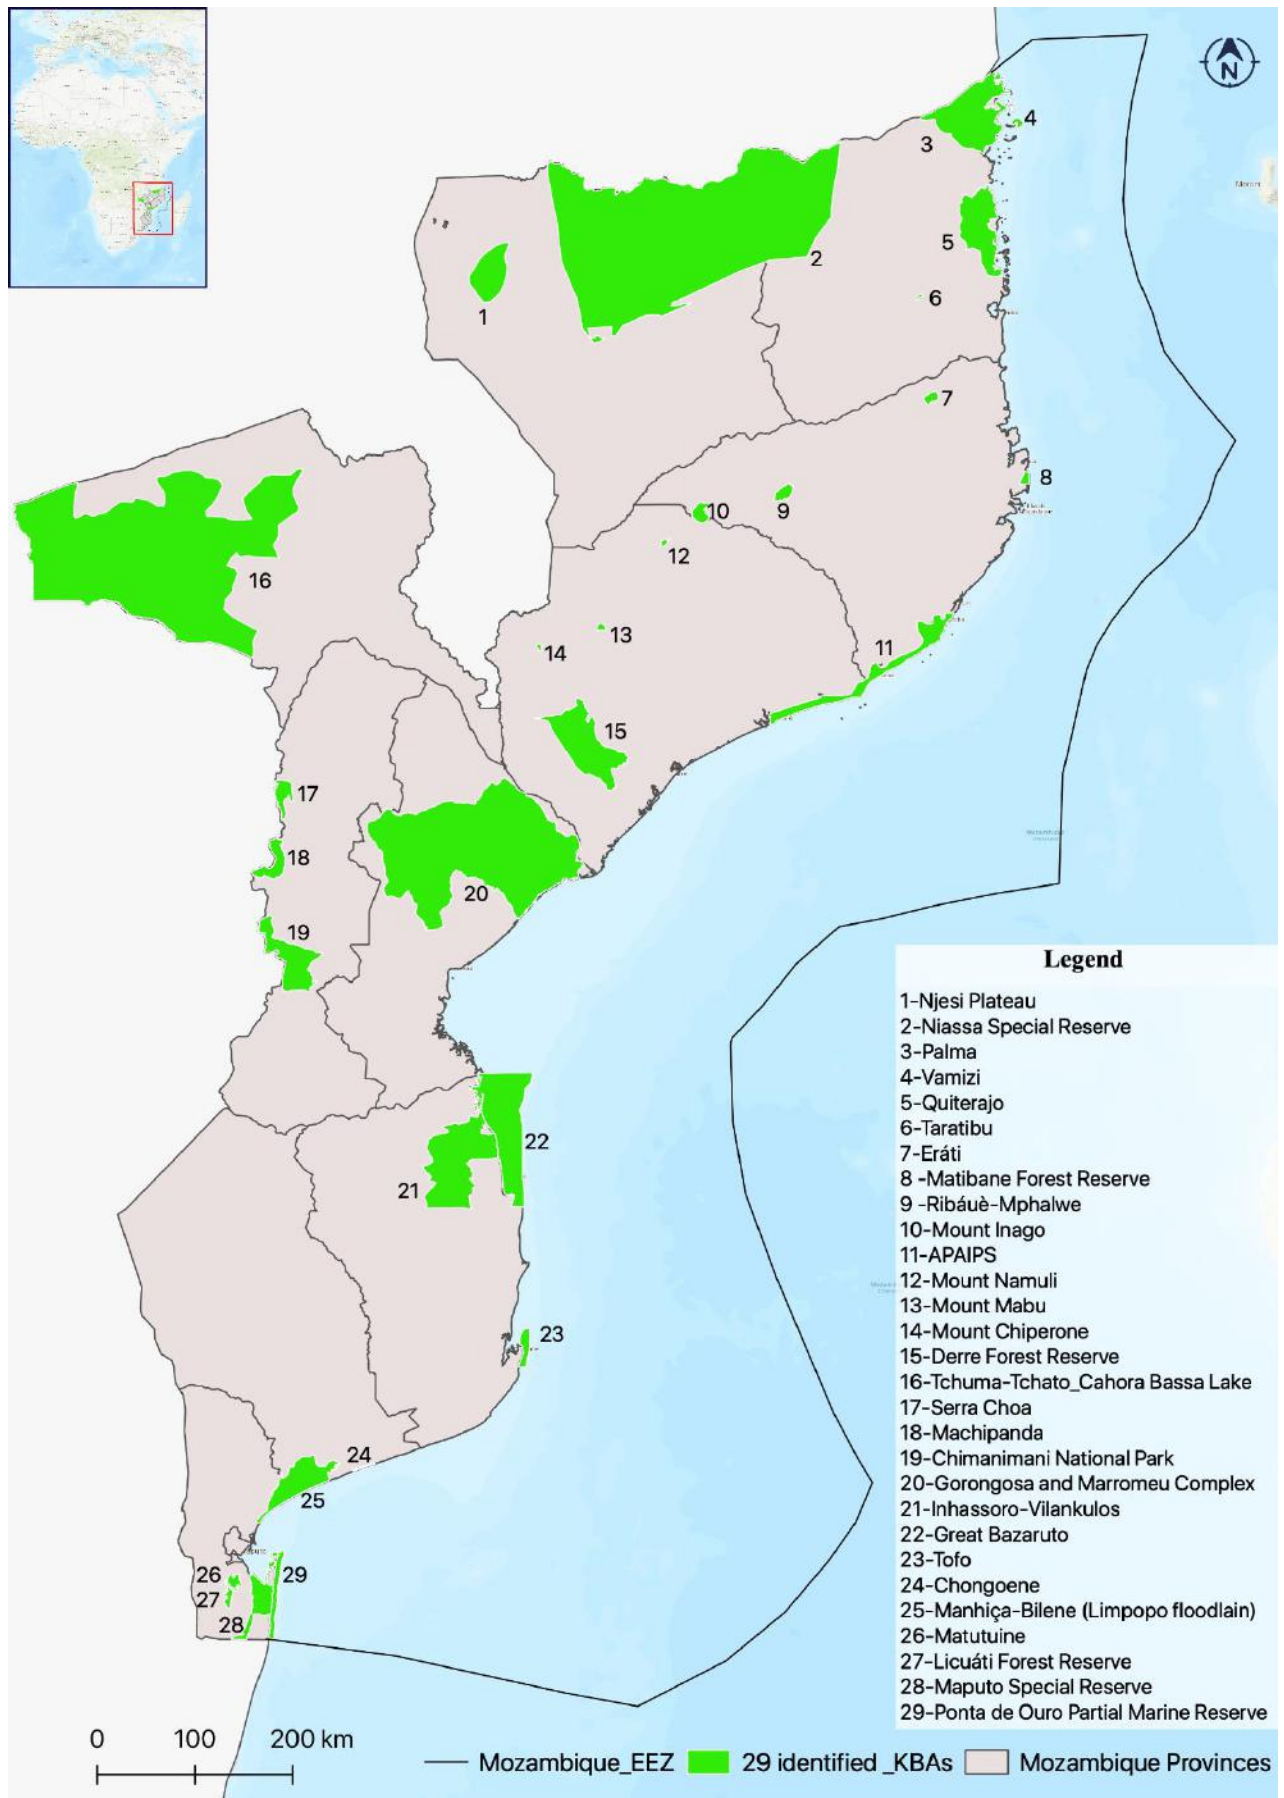 N
4
3
5
2
6
1
7
8
10
9
16
12
13
14
11
15
17
18
20
19
22
21
23
24
25
26
29
27
28
Legend
1-Njesi Plateau
2-Niassa Special Reserve
3-Palma
4-Vamizi
5-Quiterajo
6-Taratibu
7-Eráti
8 -Matibane Forest Reserve
9 -Ribáuè-Mphalwe
10-Mount Inago
11-APAIPS
12-Mount Namuli
13-Mount Mabu
14-Mount Chiperone
15-Derre Forest Reserve
16-Tchuma-Tchato_Cahora Bassa Lake
17-Serra Choa
18-Machipanda
19-Chimanimani National Park
20-Gorongosa and Marromeu Complex
21-Inhassoro-Vilankulos
22-Great Bazaruto
23-Tofo
24-Chongoene
25-Manhiça-Bilene (Limpopo floodlain)
26-Matutuine
27-Licuáti Forest Reserve
28-Maputo Special Reserve
29-Ponta de Ouro Partial Marine Reserve
0 100 200 km
Mozambique_EEZ 29 identified _KBAs Mozambique Provinces